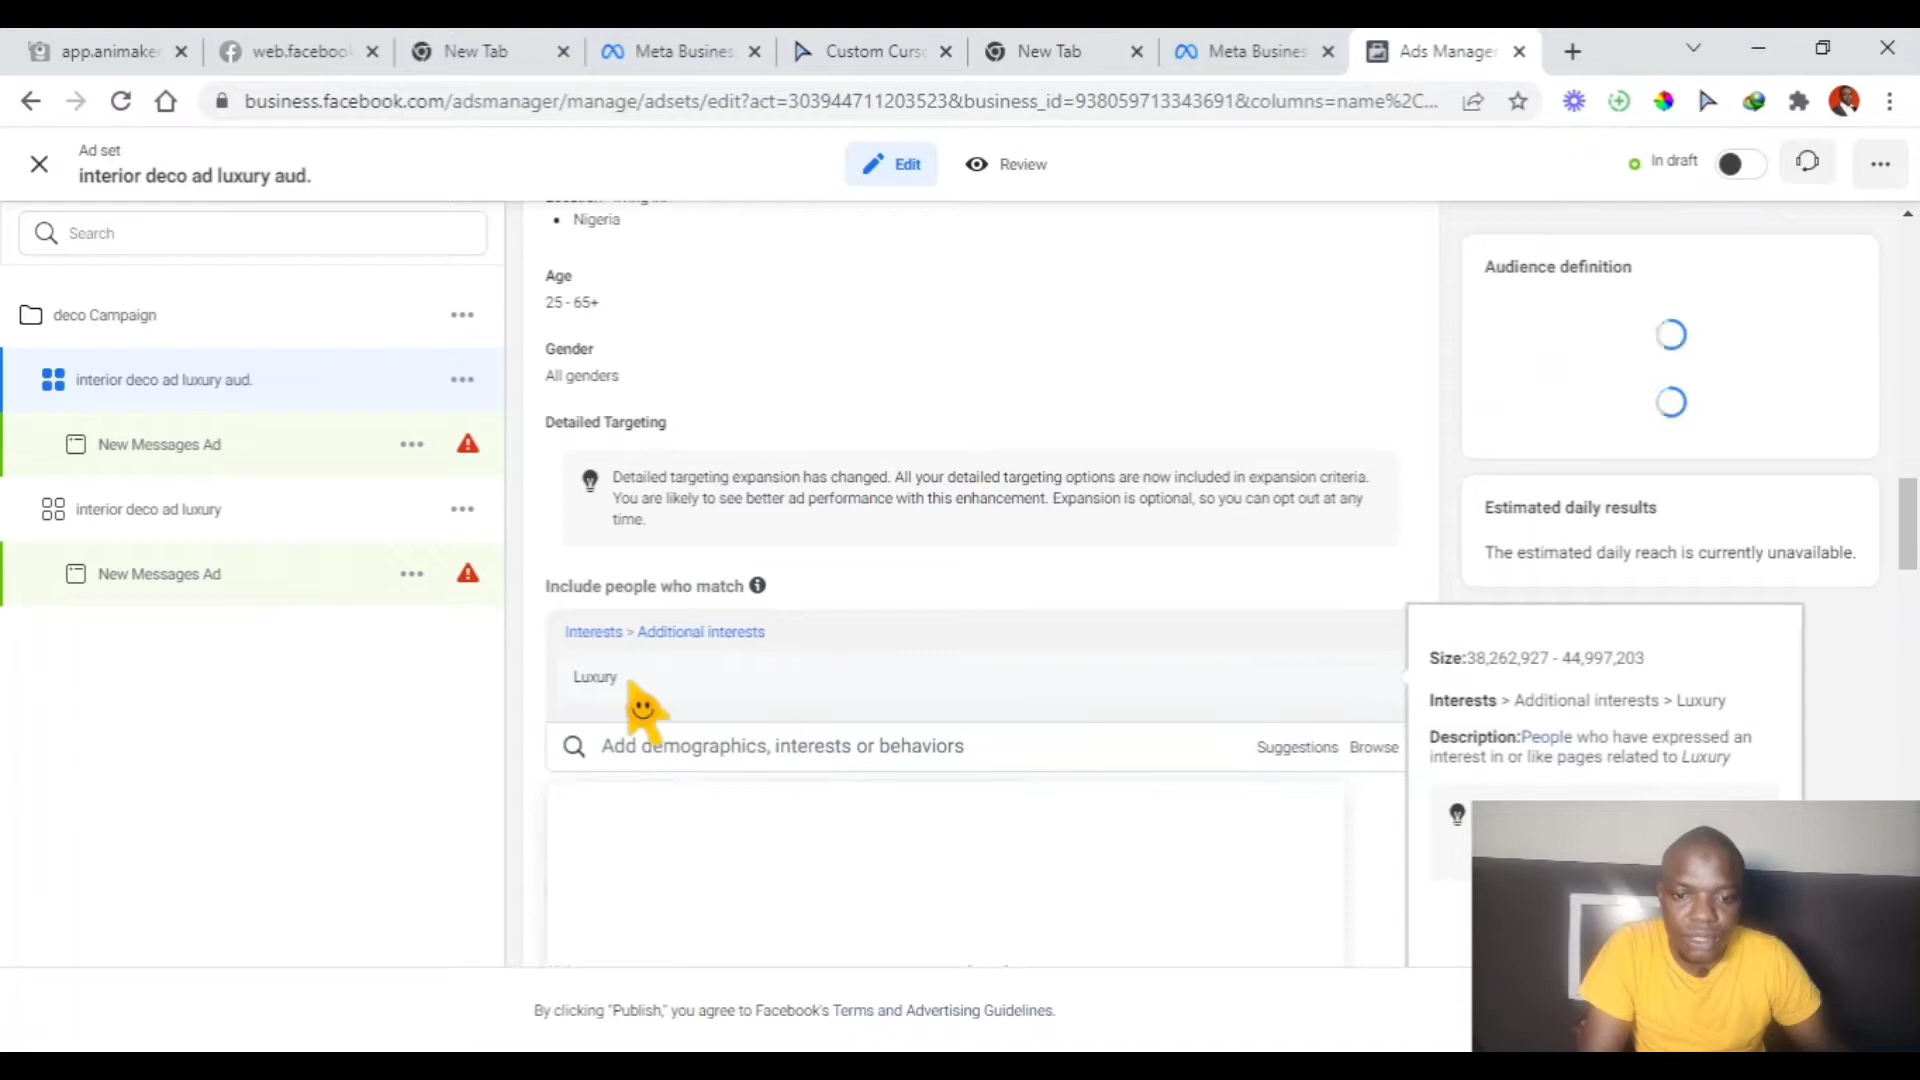 app.animaker
web.faceboo
New Tab
Meta Busines
Custom Curs
New Tab
Meta Busines
Ads Manager
business.facebook.com/adsmanager/manage/adsets/edit?act=303944711203523&business_id=938059713343691&columns=name%2C...
Ad set
interior deco ad luxury aud.
Edit
Review
In draft
Search
deco Campaign
interior deco ad luxury aud.
New Messages Ad
interior deco ad luxury
New Messages Ad
Nigeria
Age
25 - 65+
Gender
All genders
Detailed Targeting
Detailed targeting expansion has changed. All your detailed targeting options are now included in expansion criteria.
You are likely to see better ad performance with this enhancement. Expansion is optional, so you can opt out at any
time.
Include people who match
Interests > Additional interests
Luxury
Add demographics, interests or behaviors
Suggestions
Browse
Audience definition
Estimated daily results
The estimated daily reach is currently unavailable.
Size:38,262,927 - 44,997,203
Interests > Additional interests > Luxury
Description:People who have expressed an
interest in or like pages related to Luxury
By clicking "Publish," you agree to Facebook's Terms and Advertising Guidelines.